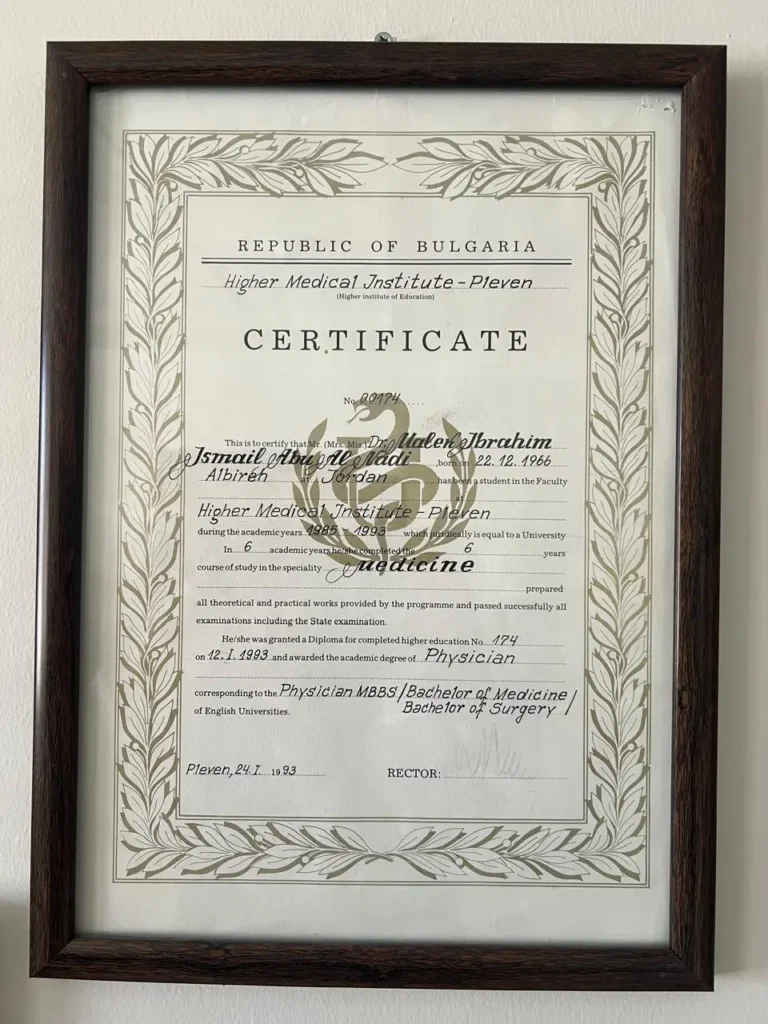 REPUBLIC OF BULGARIA
Higher Medical Institute - Pleven
(Higher institute of Education)
CERTIFICATE
No 00174....
This is to certify that Mr. (Mrs. Mis.) Dr. Malek Ibrahim
Ismail Abu Al Nadi born on 22.12.1966
Albireh at Jordan has been a student in the Faculty
at
Higher Medical Institute - Pleven
during the academic years 1985 - 1993 which juridically is equal to a University
In 6 academic years he/she completed the 6 years
course of study in the speciality Medicine
prepared
all theoretical and practical works provided by the programme and passed successfully all
examinations including the State examination.
He/she was granted a Diploma for completed higher education No 174
on 12.I.1993 and awarded the academic degree of Physician
corresponding to the Physician MBBS /Bachelor of Medicine/
of English Universities. Bachelor of Surgery /
Pleven, 24.I. 1993 RECTOR: